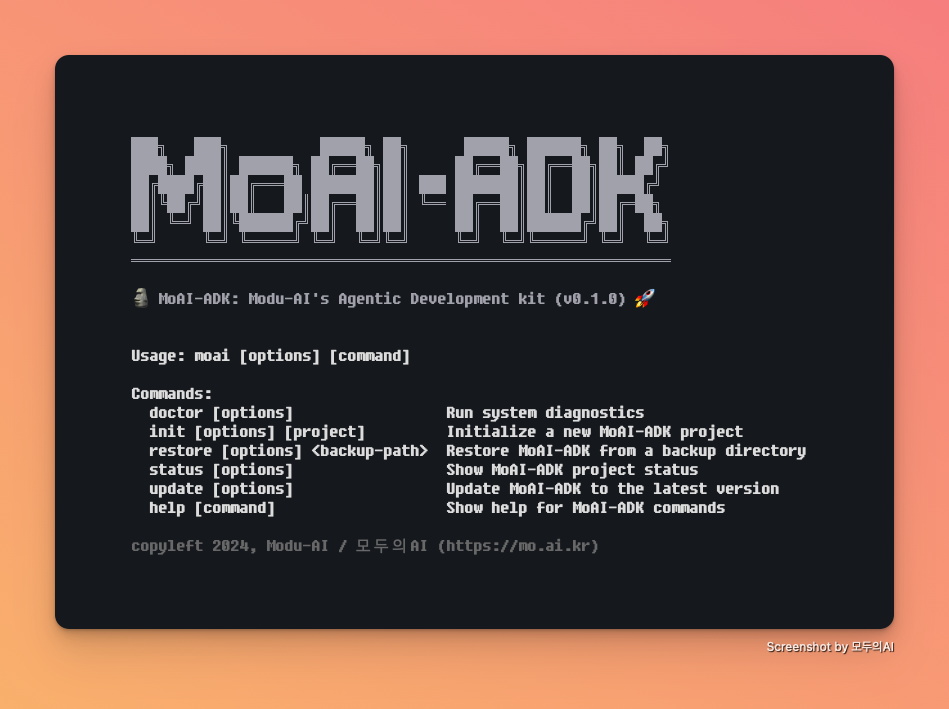 MoAI-ADK
🗿 MoAI-ADK: Modu-AI's Agentic Development kit (v0.1.0) 🚀
Usage: moai [options] [command]
Commands:
doctor [options] Run system diagnostics
init [options] [project] Initialize a new MoAI-ADK project
restore [options] <backup-path> Restore MoAI-ADK from a backup directory
status [options] Show MoAI-ADK project status
update [options] Update MoAI-ADK to the latest version
help [command] Show help for MoAI-ADK commands
copyleft 2024, Modu-AI / 모두의AI (https://mo.ai.kr)
Screenshot by 모두의AI